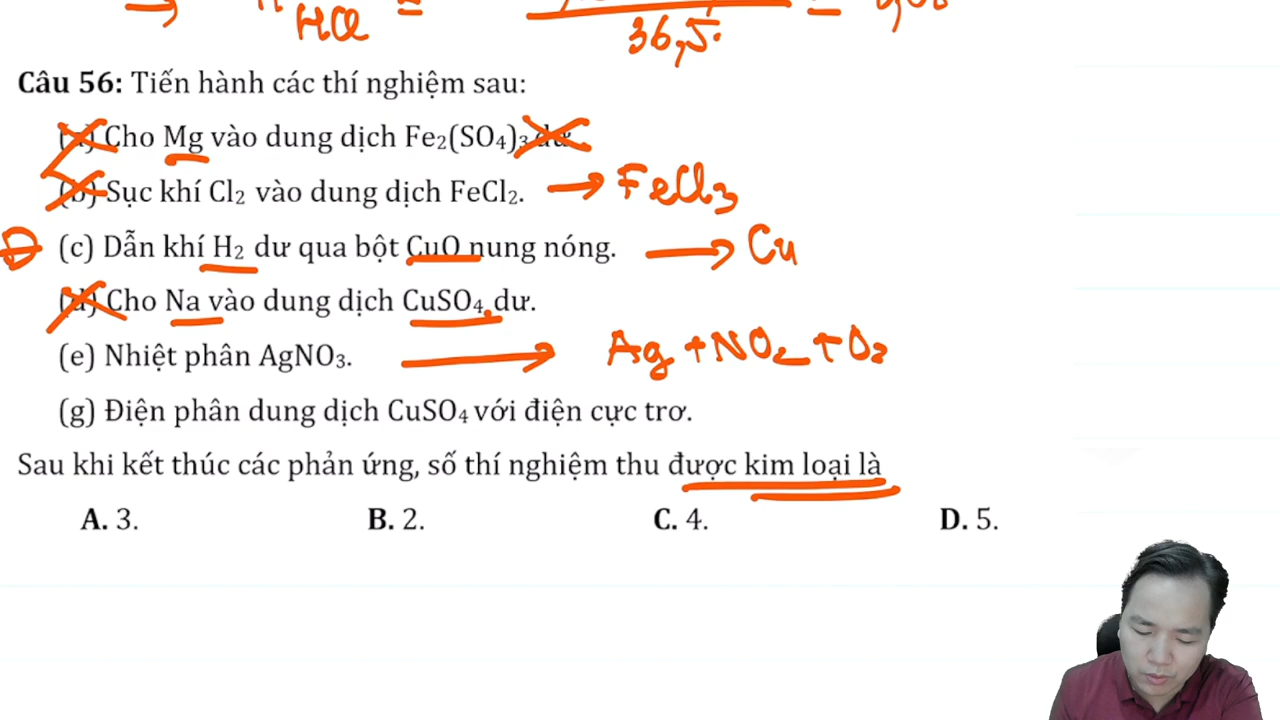 HCl = 36,5 =
Câu 56: Tiến hành các thí nghiệm sau:
(a) Cho Mg vào dung dịch Fe₂(SO₄)₃ dư
(b) Sục khí Cl₂ vào dung dịch FeCl₂. → FeCl₃
(c) Dẫn khí H₂ dư qua bột CuO nung nóng. → Cu
(d) Cho Na vào dung dịch CuSO₄ dư.
(e) Nhiệt phân AgNO₃. → Ag + NO₂ + O₂
(g) Điện phân dung dịch CuSO₄ với điện cực trơ.
Sau khi kết thúc các phản ứng, số thí nghiệm thu được kim loại là
A. 3. B. 2. C. 4. D. 5.